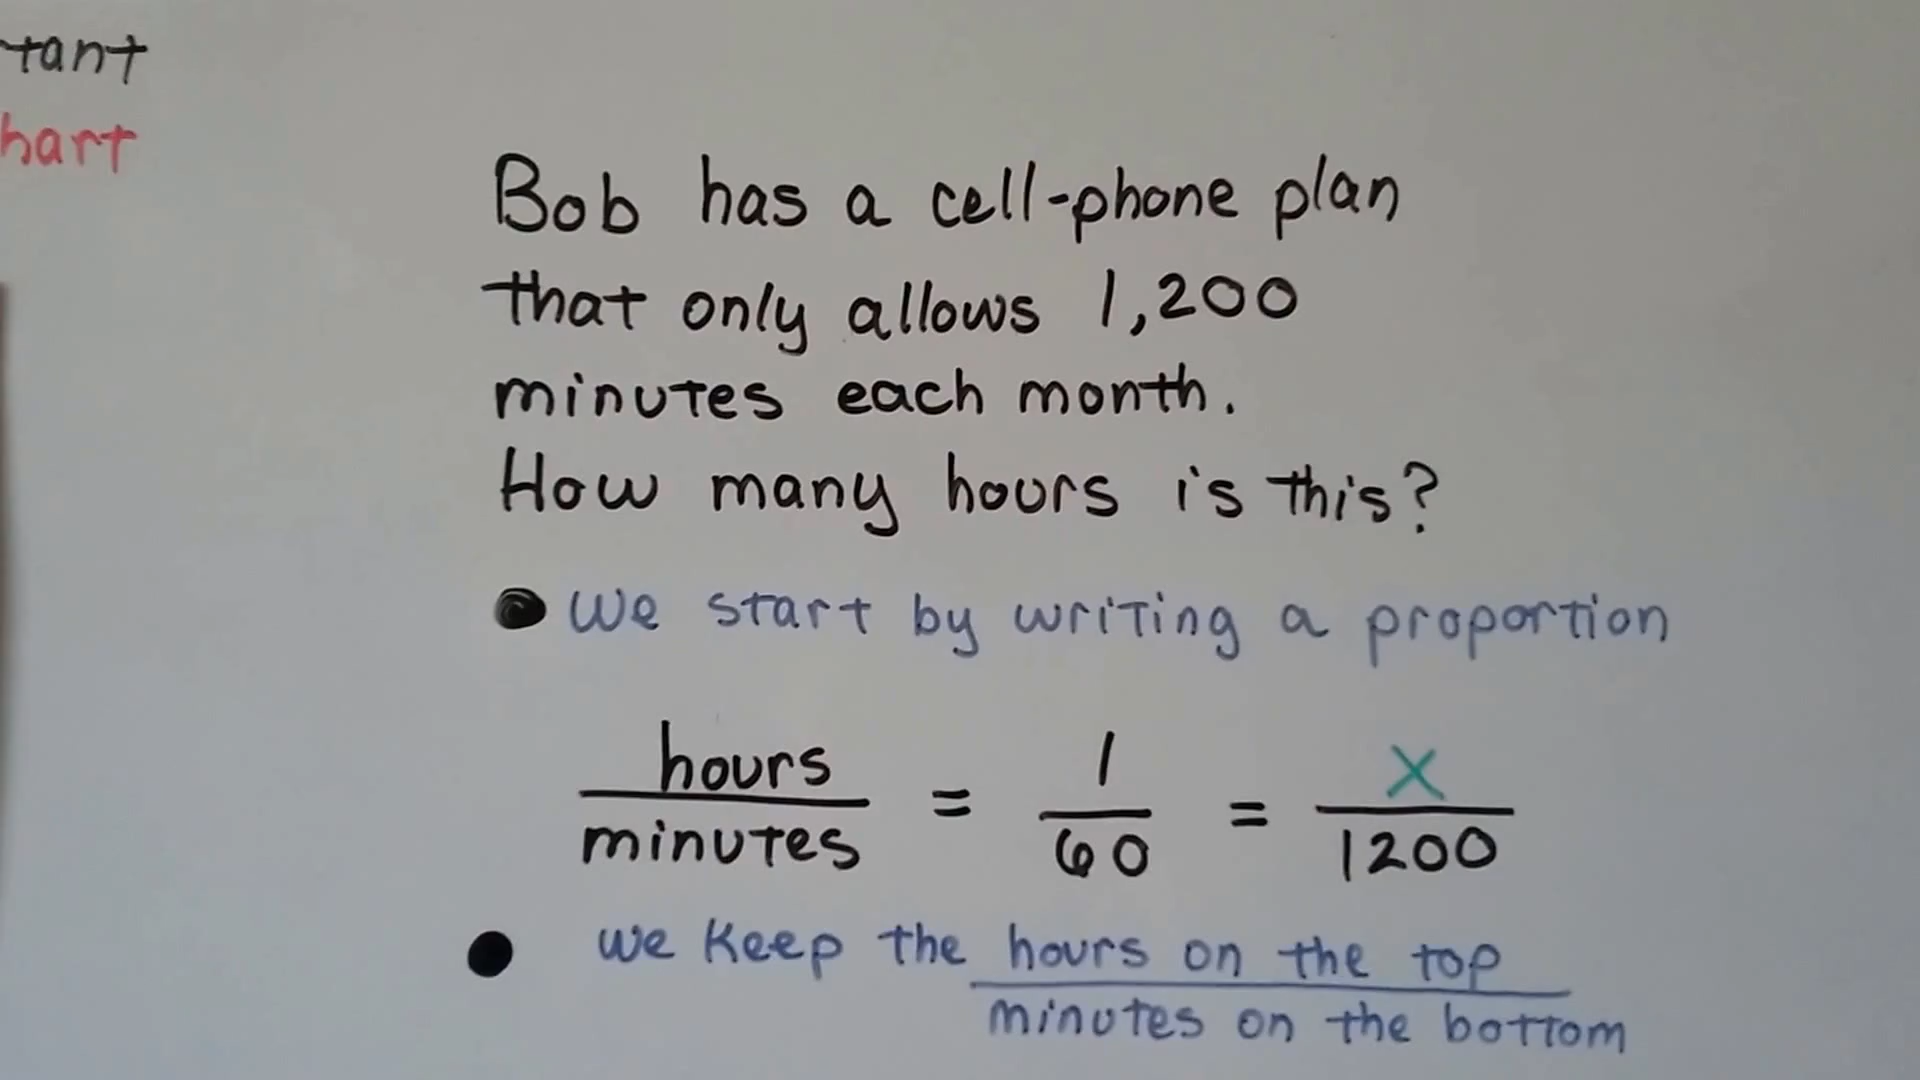 tant
hart
Bob has a cell-phone plan
that only allows 1,200
minutes each month.
How many hours is this?
● We start by writing a proportion
hours / minutes = 1 / 60 = x / 1200
● we keep the hours on the top
minutes on the bottom